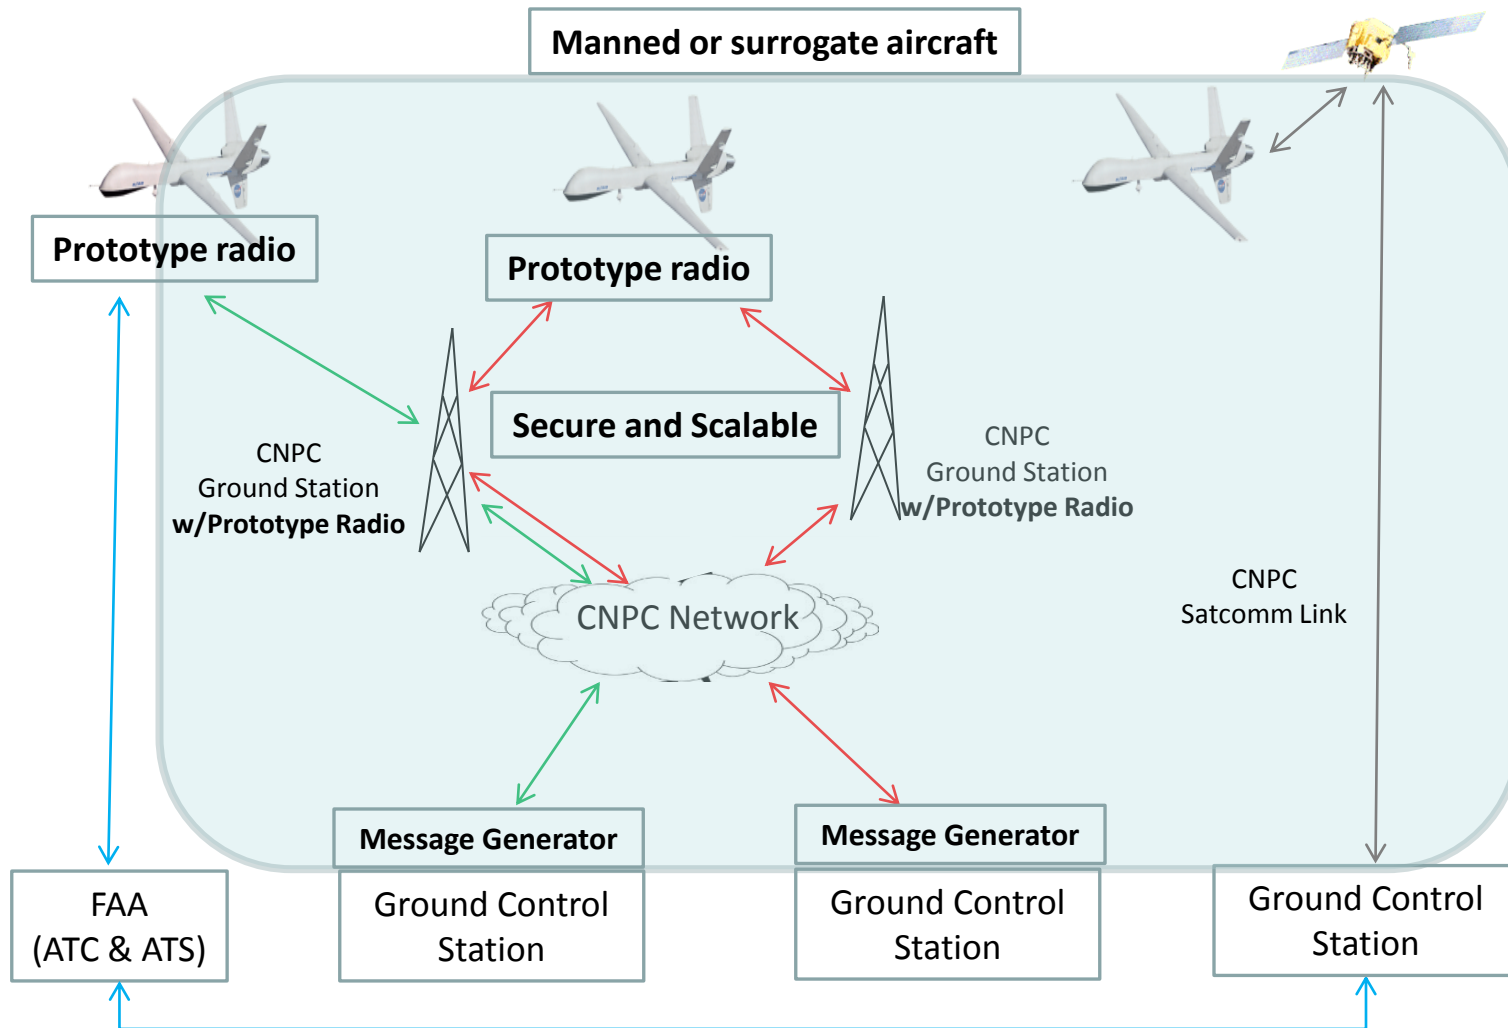 Manned or surrogate aircraft
Prototype radio
Prototype radio
Secure and Scalable
CNPC
Ground Station
w/Prototype Radio
CNPC
Ground Station
w/Prototype Radio
CNPC Network
CNPC
Satcomm Link
Message Generator
Message Generator
FAA
(ATC & ATS)
Ground Control
Station
Ground Control
Station
Ground Control
Station